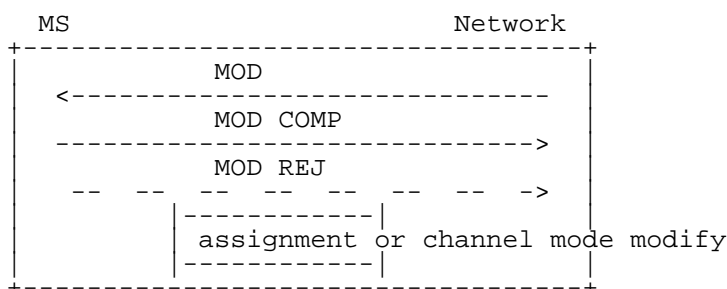 MS Network
MOD
MOD COMP
MOD REJ
assignment or channel mode modify